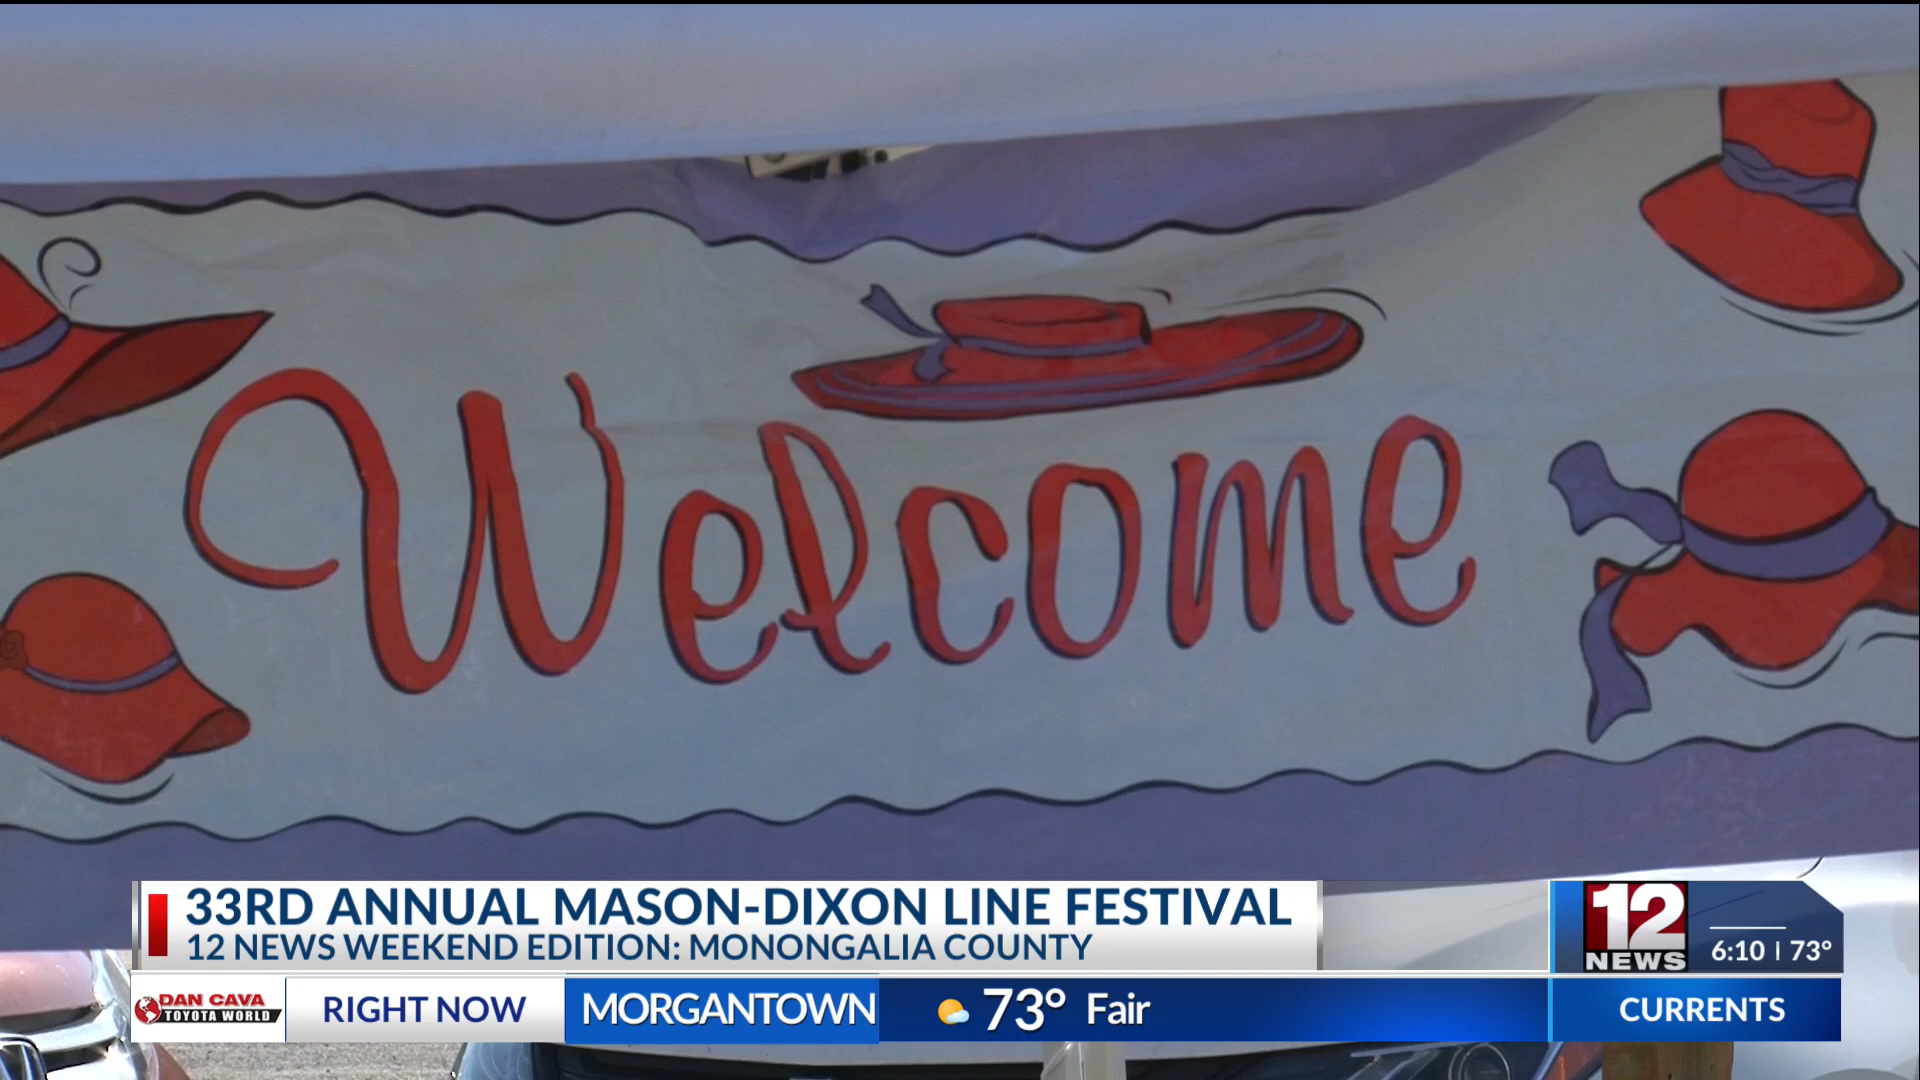 Welcome
33RD ANNUAL MASON-DIXON LINE FESTIVAL
12 NEWS WEEKEND EDITION: MONONGALIA COUNTY
12
NEWS
6:10 | 73°
DAN CAVA
TOYOTA WORLD
RIGHT NOW
MORGANTOWN
73° Fair
CURRENTS